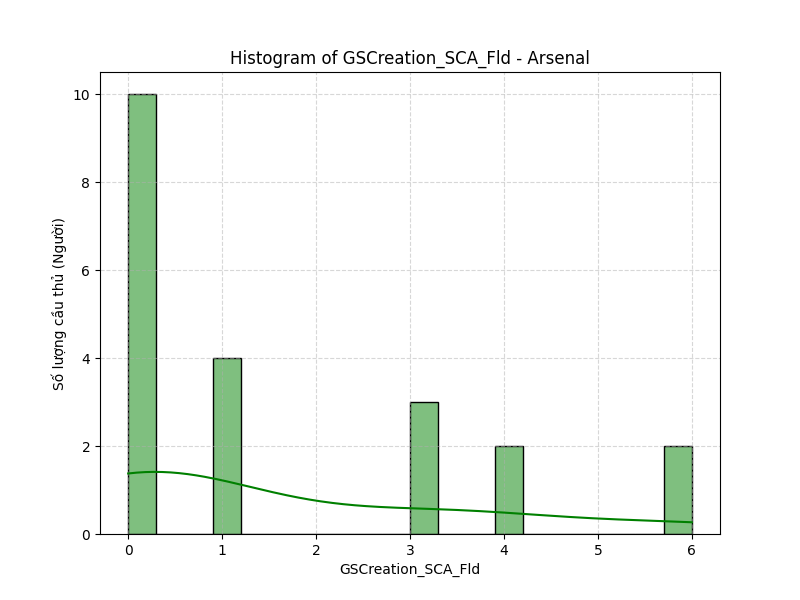 Histogram of GSCreation_SCA_Fld - Arsenal
Số lượng cầu thủ (Người)
10
8
6
4
2
0
0 1 2 3 4 5 6
GSCreation_SCA_Fld